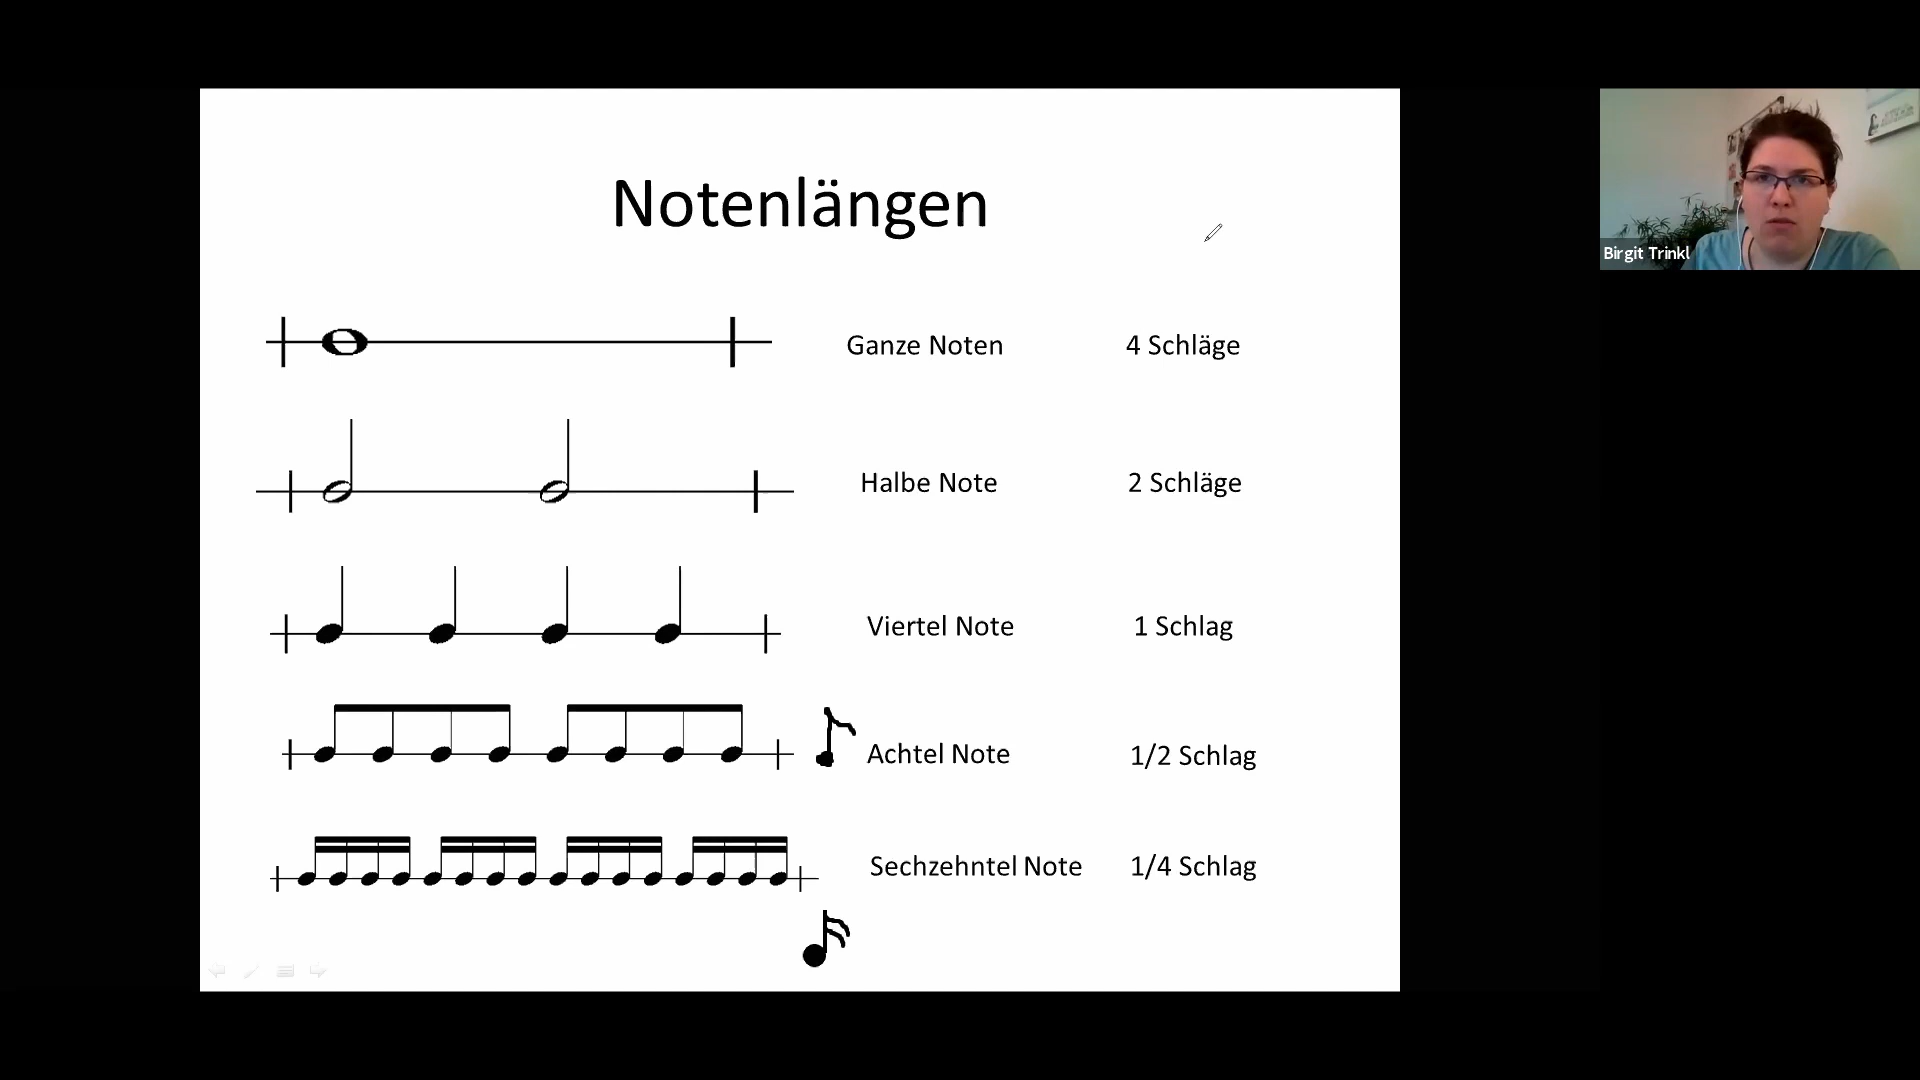 Notenlängen
Ganze Noten 4 Schläge
Halbe Note 2 Schläge
Viertel Note 1 Schlag
Achtel Note 1/2 Schlag
Sechzehntel Note 1/4 Schlag
Birgit Trinkl